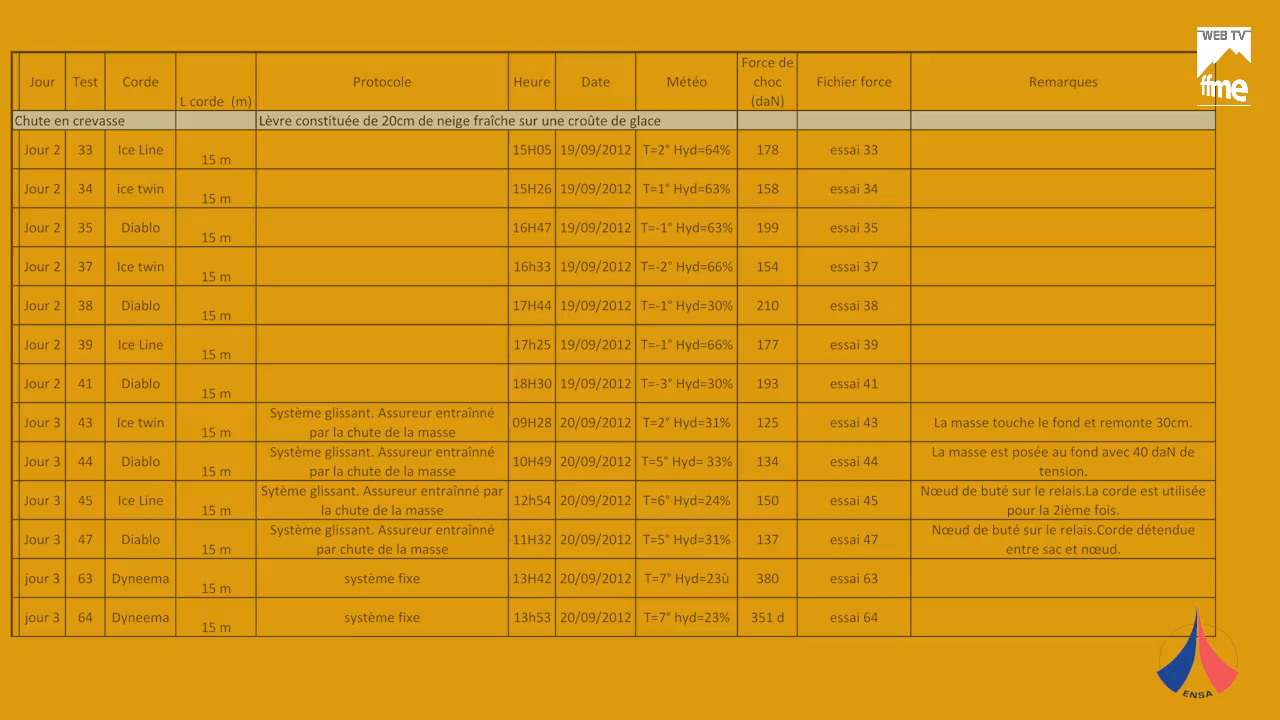 WEB TV
ffme
Jour Test Corde L corde (m) Protocole Heure Date Météo Force de choc (daN) Fichier force Remarques
Chute en crevasse Lèvre constituée de 20cm de neige fraîche sur une croûte de glace
Jour 2 33 Ice Line 15 m 15H05 19/09/2012 T=2° Hyd=64% 178 essai 33
Jour 2 34 ice twin 15 m 15H26 19/09/2012 T=1° Hyd=63% 158 essai 34
Jour 2 35 Diablo 15 m 16H47 19/09/2012 T=-1° Hyd=63% 199 essai 35
Jour 2 37 Ice twin 15 m 16h33 19/09/2012 T=-2° Hyd=66% 154 essai 37
Jour 2 38 Diablo 15 m 17H44 19/09/2012 T=-1° Hyd=30% 210 essai 38
Jour 2 39 Ice Line 15 m 17h25 19/09/2012 T=-1° Hyd=66% 177 essai 39
Jour 2 41 Diablo 15 m 18H30 19/09/2012 T=-3° Hyd=30% 193 essai 41
Jour 3 43 Ice twin 15 m Système glissant. Assureur entraînné par la chute de la masse 09H28 20/09/2012 T=2° Hyd=31% 125 essai 43 La masse touche le fond et remonte 30cm.
Jour 3 44 Diablo 15 m Système glissant. Assureur entraînné par la chute de la masse 10H49 20/09/2012 T=5° Hyd= 33% 134 essai 44 La masse est posée au fond avec 40 daN de tension.
Jour 3 45 Ice Line 15 m Sytème glissant. Assureur entraînné par la chute de la masse 12h54 20/09/2012 T=6° Hyd=24% 150 essai 45 Nœud de buté sur le relais.La corde est utilisée pour la 2ième fois.
Jour 3 47 Diablo 15 m Système glissant. Assureur entraînné par chute de la masse 11H32 20/09/2012 T=5° Hyd=31% 137 essai 47 Nœud de buté sur le relais.Corde détendue entre sac et nœud.
jour 3 63 Dyneema 15 m système fixe 13H42 20/09/2012 T=7° Hyd=23ù 380 essai 63
jour 3 64 Dyneema 15 m système fixe 13h53 20/09/2012 T=7° hyd=23% 351 d essai 64
ENSA